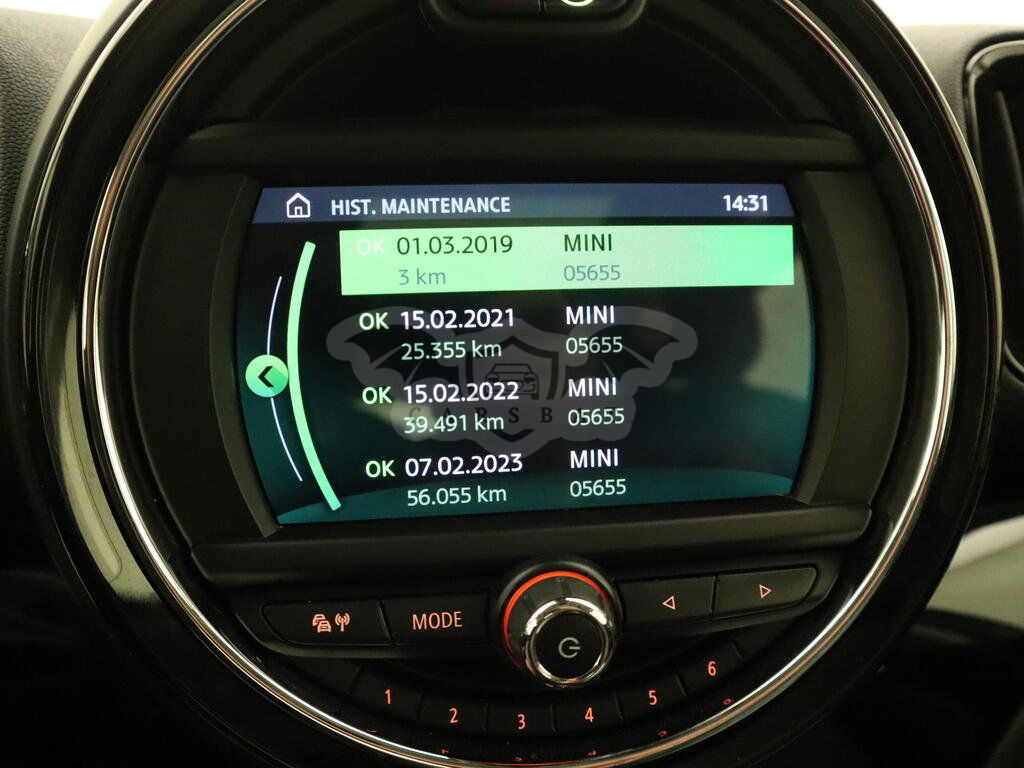 HIST. MAINTENANCE 14:31
OK 01.03.2019 MINI
3 km 05655
OK 15.02.2021 MINI
25.355 km 05655
OK 15.02.2022 MINI
39.491 km 05655
CARSB
OK 07.02.2023 MINI
56.055 km 05655
MODE
1 2 3 4 5 6